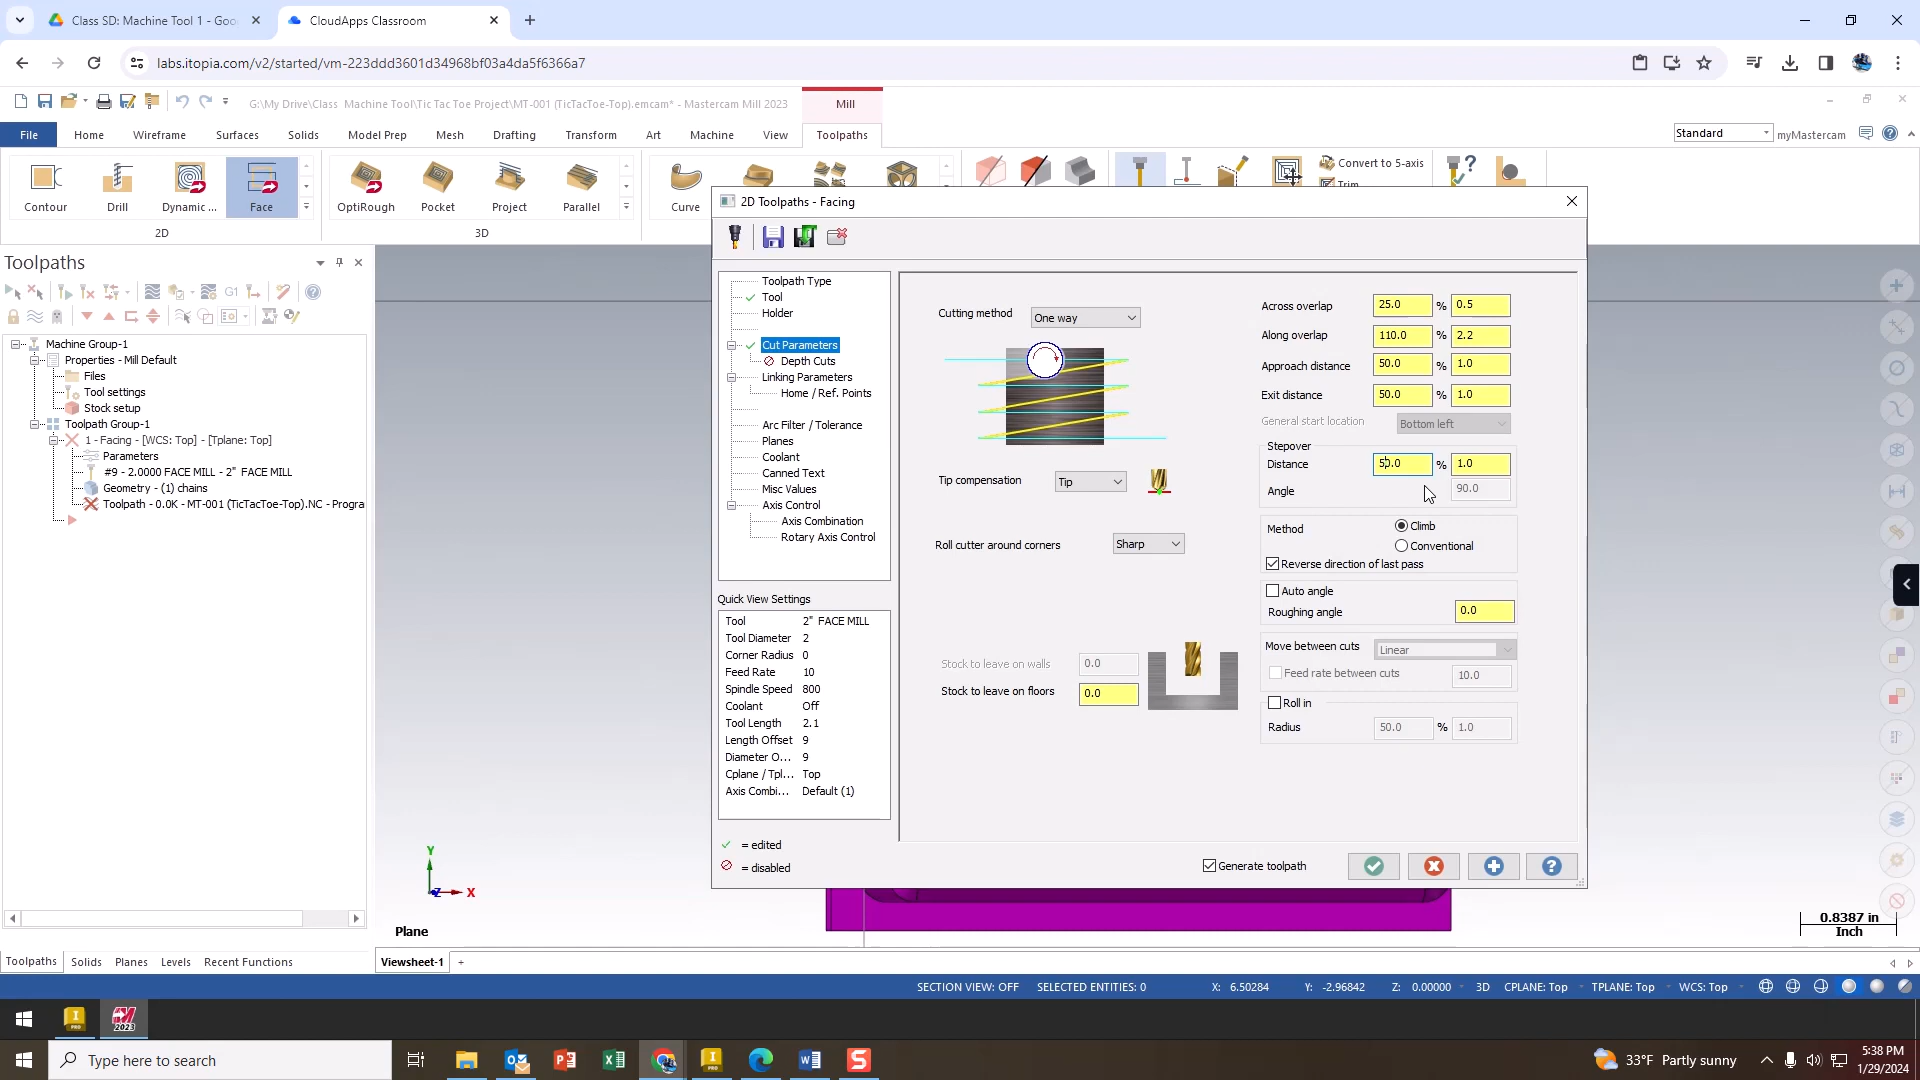 Class SD: Machine Tool 1 - Goo
CloudApps Classroom
labs.itopia.com/v2/started/vm-223ddd3601d34968bf03a4da5f6366a7
G:\My Drive\Class Machine Tool\Tic Tac Toe Project\MT-001 (TicTacToe-Top).emcam* - Mastercam Mill 2023
Mill
File
Home
Wireframe
Surfaces
Solids
Model Prep
Mesh
Drafting
Transform
Art
Machine
View
Toolpaths
Standard
myMastercam
Contour
Drill
Dynamic ...
Face
OptiRough
Pocket
Project
Parallel
Curve
Convert to 5-axis
Trim
2D
3D
2D Toolpaths - Facing
Toolpaths
G1
Machine Group-1
Properties - Mill Default
Files
Tool settings
Stock setup
Toolpath Group-1
1 - Facing - [WCS: Top] - [Tplane: Top]
Parameters
#9 - 2.0000 FACE MILL - 2" FACE MILL
Geometry - (1) chains
Toolpath - 0.0K - MT-001 (TicTacToe-Top).NC - Progra
Toolpath Type
Tool
Holder
Cut Parameters
Depth Cuts
Linking Parameters
Home / Ref. Points
Arc Filter / Tolerance
Planes
Coolant
Canned Text
Misc Values
Axis Control
Axis Combination
Rotary Axis Control
Quick View Settings
Tool 2" FACE MILL
Tool Diameter 2
Corner Radius 0
Feed Rate 10
Spindle Speed 800
Coolant Off
Tool Length 2.1
Length Offset 9
Diameter O... 9
Cplane / Tpl... Top
Axis Combi... Default (1)
= edited
= disabled
Cutting method One way
Tip compensation Tip
Roll cutter around corners Sharp
Stock to leave on walls 0.0
Stock to leave on floors 0.0
Across overlap 25.0 % 0.5
Along overlap 110.0 % 2.2
Approach distance 50.0 % 1.0
Exit distance 50.0 % 1.0
General start location Bottom left
Stepover
Distance 50.0 % 1.0
Angle 90.0
Method Climb
Conventional
Reverse direction of last pass
Auto angle
Roughing angle 0.0
Move between cuts Linear
Feed rate between cuts 10.0
Roll in
Radius 50.0 % 1.0
Generate toolpath
Y
Z X
Plane
0.8387 in
Inch
Toolpaths
Solids
Planes
Levels
Recent Functions
Viewsheet-1
+
SECTION VIEW: OFF SELECTED ENTITIES: 0 X: 6.50284 Y: -2.96842 Z: 0.00000 3D CPLANE: Top TPLANE: Top WCS: Top
PRO
2023
Type here to search
PRO
33°F Partly sunny
5:38 PM
1/29/2024